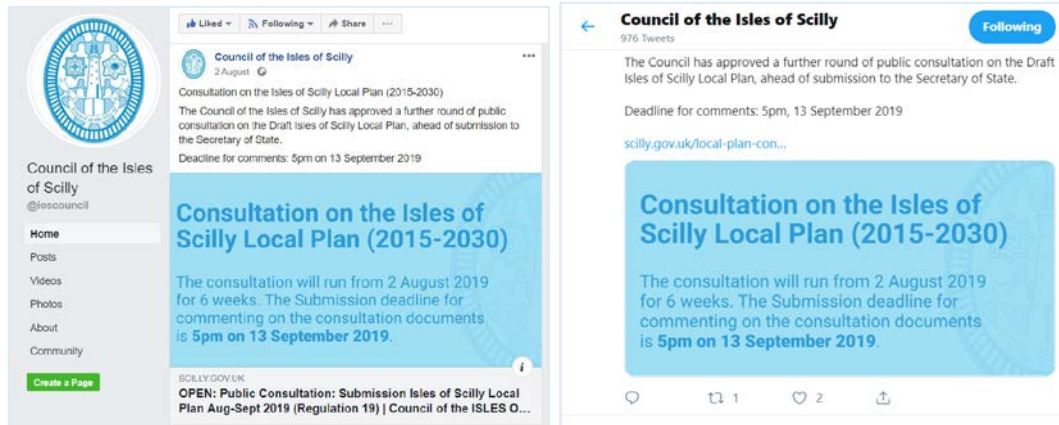 Liked
Following
Share
Council of the Isles of Scilly
2 August
Consultation on the Isles of Scilly Local Plan (2015-2030)
The Council of the Isles of Scilly has approved a further round of public
consultation on the Draft Isles of Scilly Local Plan, ahead of submission to
the Secretary of State.
Deadline for comments: 5pm on 13 September 2019
Consultation on the Isles of
Scilly Local Plan (2015-2030)
The consultation will run from 2 August 2019
for 6 weeks. The Submission deadline for
commenting on the consultation documents
is 5pm on 13 September 2019.
i
SCILLY.GOV.UK
OPEN: Public Consultation: Submission Isles of Scilly Local
Plan Aug-Sept 2019 (Regulation 19) | Council of the ISLES O...
Council of the Isles
of Scilly
@ioscouncil
Home
Posts
Videos
Photos
About
Community
Create a Page
Council of the Isles of Scilly
976 Tweets
Following
The Council has approved a further round of public consultation on the Draft
Isles of Scilly Local Plan, ahead of submission to the Secretary of State.
Deadline for comments: 5pm, 13 September 2019
scilly.gov.uk/local-plan-con...
Consultation on the Isles of
Scilly Local Plan (2015-2030)
The consultation will run from 2 August 2019
for 6 weeks. The Submission deadline for
commenting on the consultation documents
is 5pm on 13 September 2019.
1
2